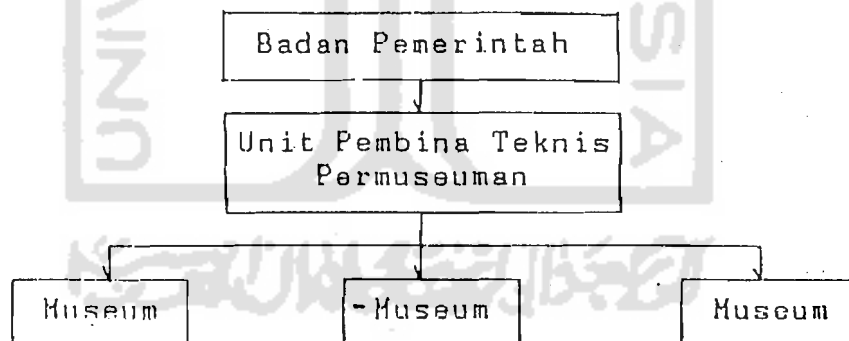 Badan Pemerintah
Unit Pembina Teknis
Permuseuman
Museum
-Museum
Museum